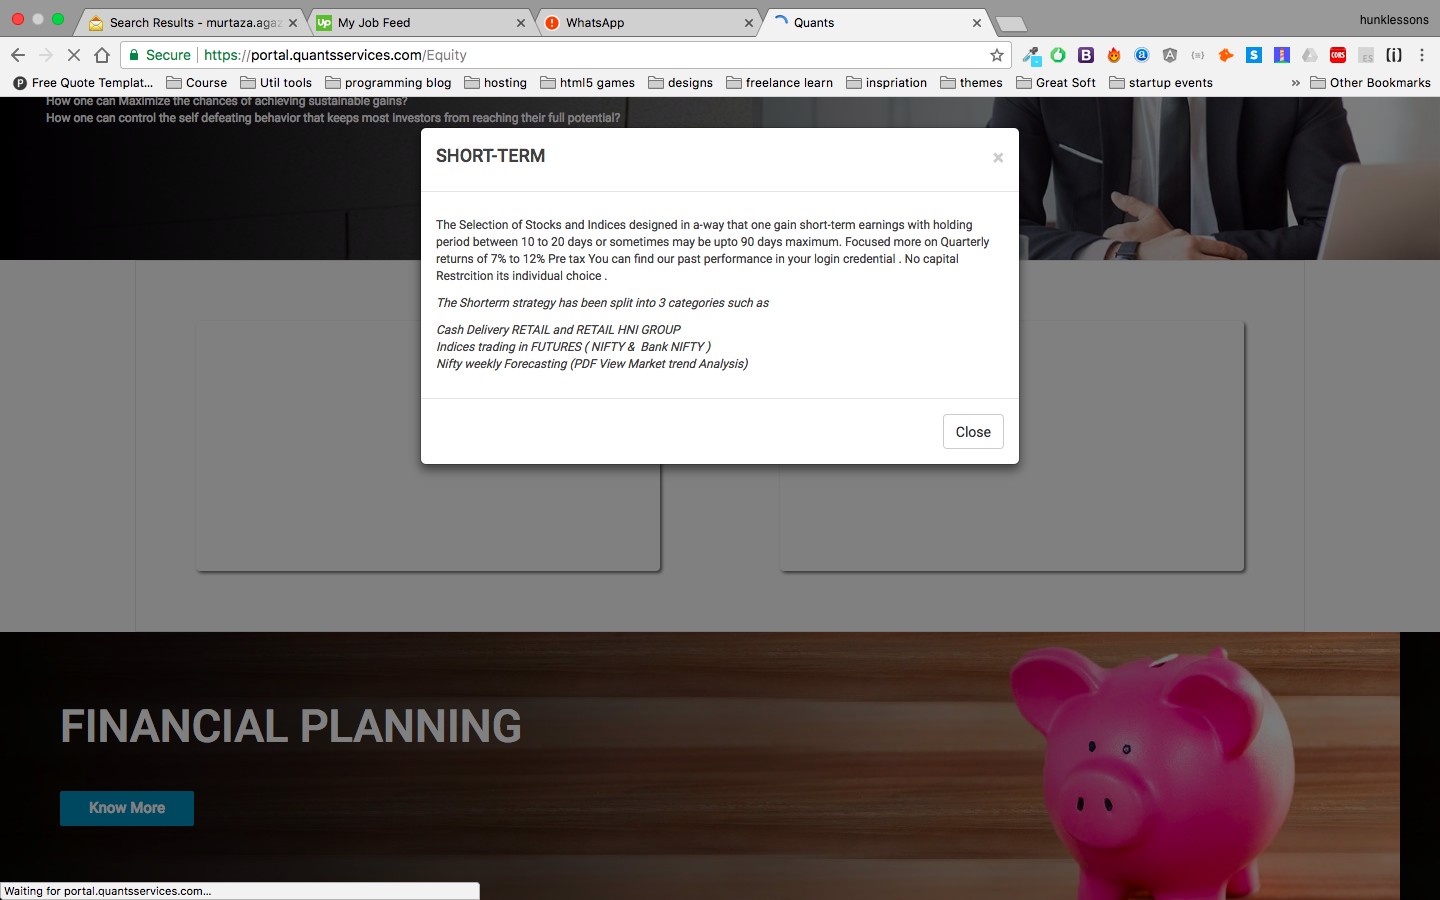 Search Results - murtaza.agaz
My Job Feed
WhatsApp
Quants
hunklessons
Secure
https://portal.quantsservices.com/Equity
Free Quote Templat...
Course
Util tools
programming blog
hosting
html5 games
designs
freelance learn
inspriation
themes
Great Soft
startup events
»
Other Bookmarks
How one can Maximize the chances of achieving sustainable gains?
How one can control the self defeating behavior that keeps most investors from reaching their full potential?
SHORT-TERM
×
The Selection of Stocks and Indices designed in a-way that one gain short-term earnings with holding
period between 10 to 20 days or sometimes may be upto 90 days maximum. Focused more on Quarterly
returns of 7% to 12% Pre tax You can find our past performance in your login credential . No capital
Restrcition its individual choice .
The Shorterm strategy has been split into 3 categories such as
Cash Delivery RETAIL and RETAIL HNI GROUP
Indices trading in FUTURES ( NIFTY & Bank NIFTY )
Nifty weekly Forecasting (PDF View Market trend Analysis)
Close
FINANCIAL PLANNING
Know More
Waiting for portal.quantsservices.com...